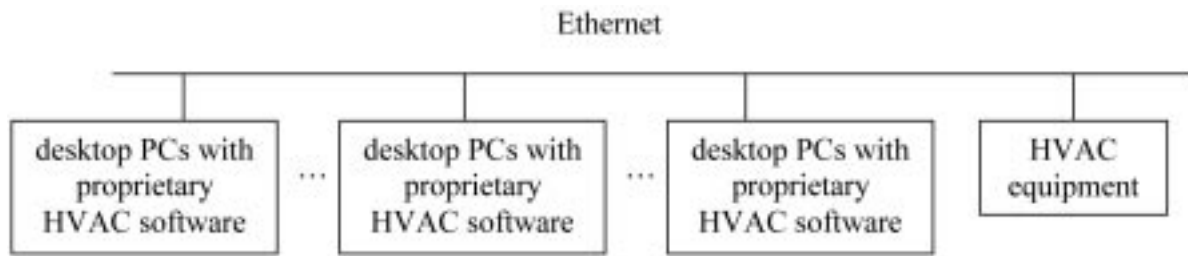 Ethernet
desktop PCs with
proprietary
HVAC software
...
desktop PCs with
proprietary
HVAC software
...
desktop PCs with
proprietary
HVAC software
HVAC
equipment